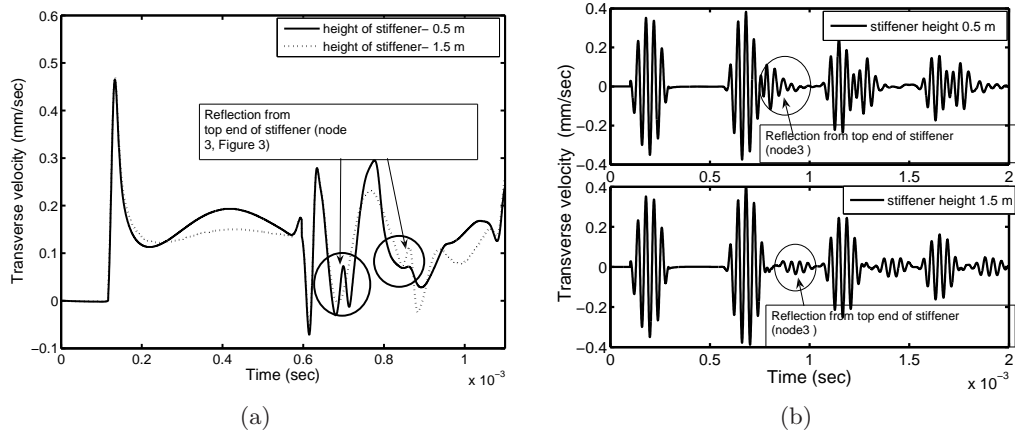 0.6
0.5
0.4
0.3
0.2
0.1
0
−0.1
Transverse velocity (mm/sec)
height of stiffener− 0.5 m
height of stiffener− 1.5 m
Reflection from
top end of stiffener (node
3, Figure 3)
0
0.2
0.4
0.6
0.8
1
Time (sec)
x 10⁻³
(a)
0.4
0.2
0
−0.2
−0.4
stiffener height 0.5 m
Reflection from top end of stiffener
(node3 )
0
0.5
1
1.5
2
Transverse velocity (mm/sec)
0.4
0.2
0
−0.2
−0.4
stiffener height 1.5 m
Reflection from top end of stiffener
(node3 )
0
0.5
1
1.5
2
Time (sec)
x 10⁻³
(b)